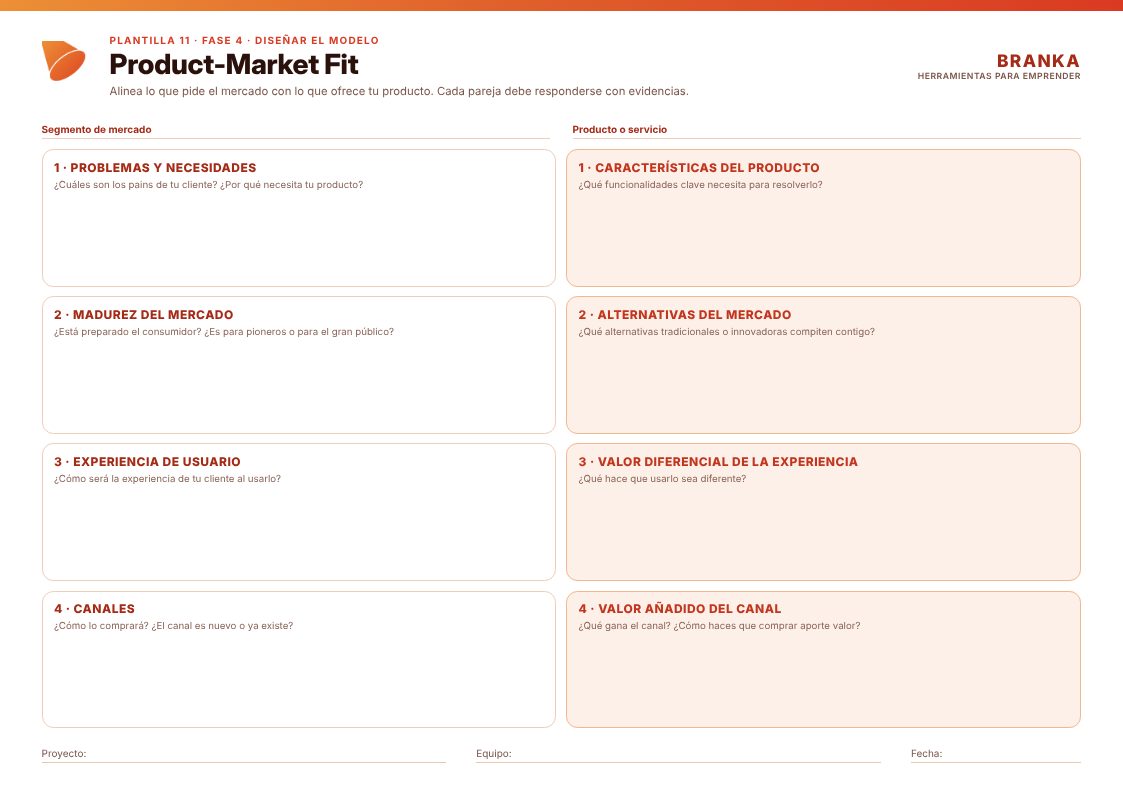 PLANTILLA 11 · FASE 4 · DISEÑAR EL MODELO
Product-Market Fit
Alinea lo que pide el mercado con lo que ofrece tu producto. Cada pareja debe responderse con evidencias.
BRANKA
HERRAMIENTAS PARA EMPRENDER
Segmento de mercado
Producto o servicio
1 · PROBLEMAS Y NECESIDADES
¿Cuáles son los pains de tu cliente? ¿Por qué necesita tu producto?
1 · CARACTERÍSTICAS DEL PRODUCTO
¿Qué funcionalidades clave necesita para resolverlo?
2 · MADUREZ DEL MERCADO
¿Está preparado el consumidor? ¿Es para pioneros o para el gran público?
2 · ALTERNATIVAS DEL MERCADO
¿Qué alternativas tradicionales o innovadoras compiten contigo?
3 · EXPERIENCIA DE USUARIO
¿Cómo será la experiencia de tu cliente al usarlo?
3 · VALOR DIFERENCIAL DE LA EXPERIENCIA
¿Qué hace que usarlo sea diferente?
4 · CANALES
¿Cómo lo comprará? ¿El canal es nuevo o ya existe?
4 · VALOR AÑADIDO DEL CANAL
¿Qué gana el canal? ¿Cómo haces que comprar aporte valor?
Proyecto:
Equipo:
Fecha: